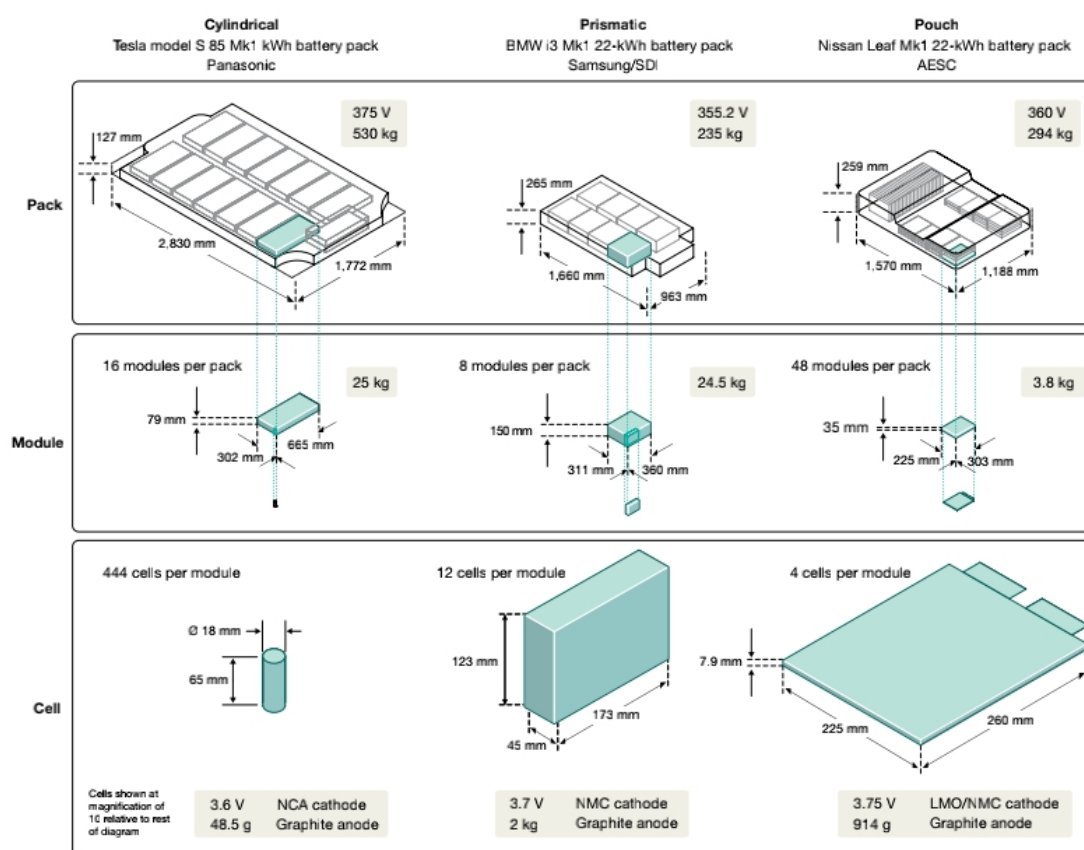 Cylindrical
Tesla model S 85 Mk1 kWh battery pack
Panasonic
Prismatic
BMW i3 Mk1 22-kWh battery pack
Samsung/SDI
Pouch
Nissan Leaf Mk1 22-kWh battery pack
AESC
Pack
375 V
530 kg
127 mm
2,830 mm
1,772 mm
355.2 V
235 kg
265 mm
1,660 mm
963 mm
360 V
294 kg
259 mm
1,570 mm
1,188 mm
Module
16 modules per pack
25 kg
79 mm
302 mm
665 mm
8 modules per pack
24.5 kg
150 mm
311 mm
360 mm
48 modules per pack
3.8 kg
35 mm
225 mm
303 mm
Cell
444 cells per module
Ø 18 mm
65 mm
12 cells per module
123 mm
45 mm
173 mm
4 cells per module
7.9 mm
225 mm
260 mm
Cells shown at
magnification of
10 relative to rest
of diagram
3.6 V NCA cathode
48.5 g Graphite anode
3.7 V NMC cathode
2 kg Graphite anode
3.75 V LMO/NMC cathode
914 g Graphite anode